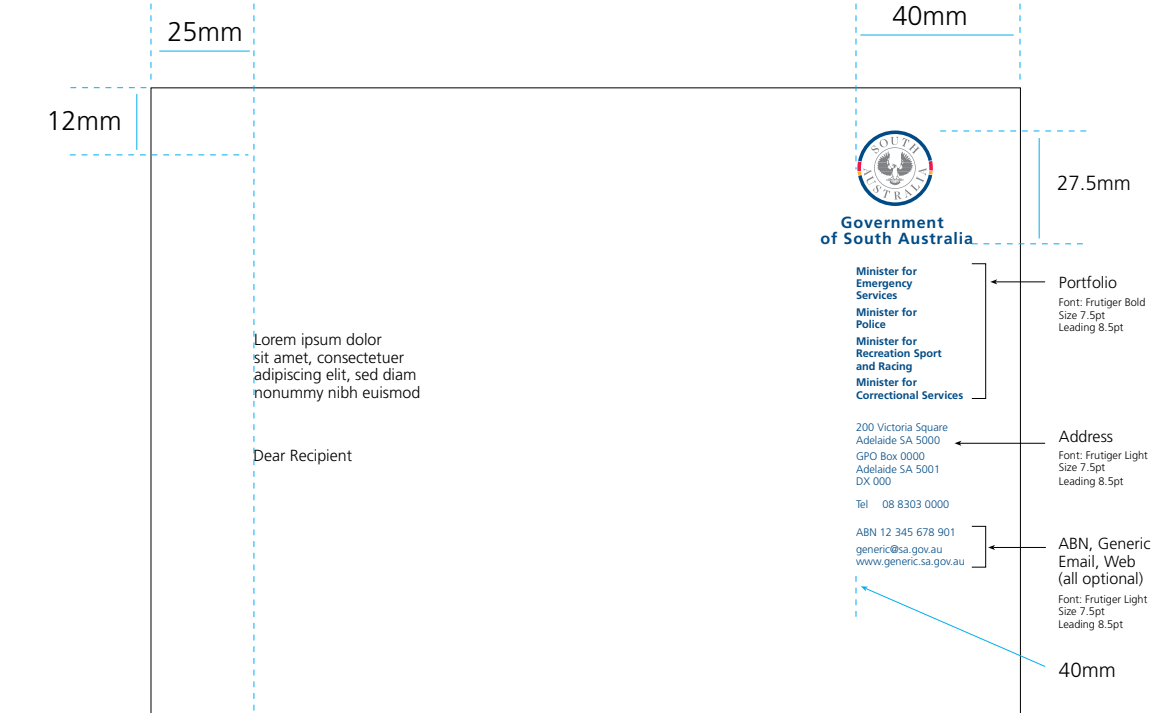 25mm
40mm
12mm
SOUTH
AUSTRALIA
27.5mm
Government
of South Australia
Minister for
Emergency
Services
Minister for
Police
Minister for
Recreation Sport
and Racing
Minister for
Correctional Services
Portfolio
Font: Frutiger Bold
Size 7.5pt
Leading 8.5pt
Lorem ipsum dolor
sit amet, consectetuer
adipiscing elit, sed diam
nonummy nibh euismod
Dear Recipient
200 Victoria Square
Adelaide SA 5000
GPO Box 0000
Adelaide SA 5001
DX 000
Tel 08 8303 0000
Address
Font: Frutiger Light
Size 7.5pt
Leading 8.5pt
ABN 12 345 678 901
generic@sa.gov.au
www.generic.sa.gov.au
ABN, Generic
Email, Web
(all optional)
Font: Frutiger Light
Size 7.5pt
Leading 8.5pt
40mm